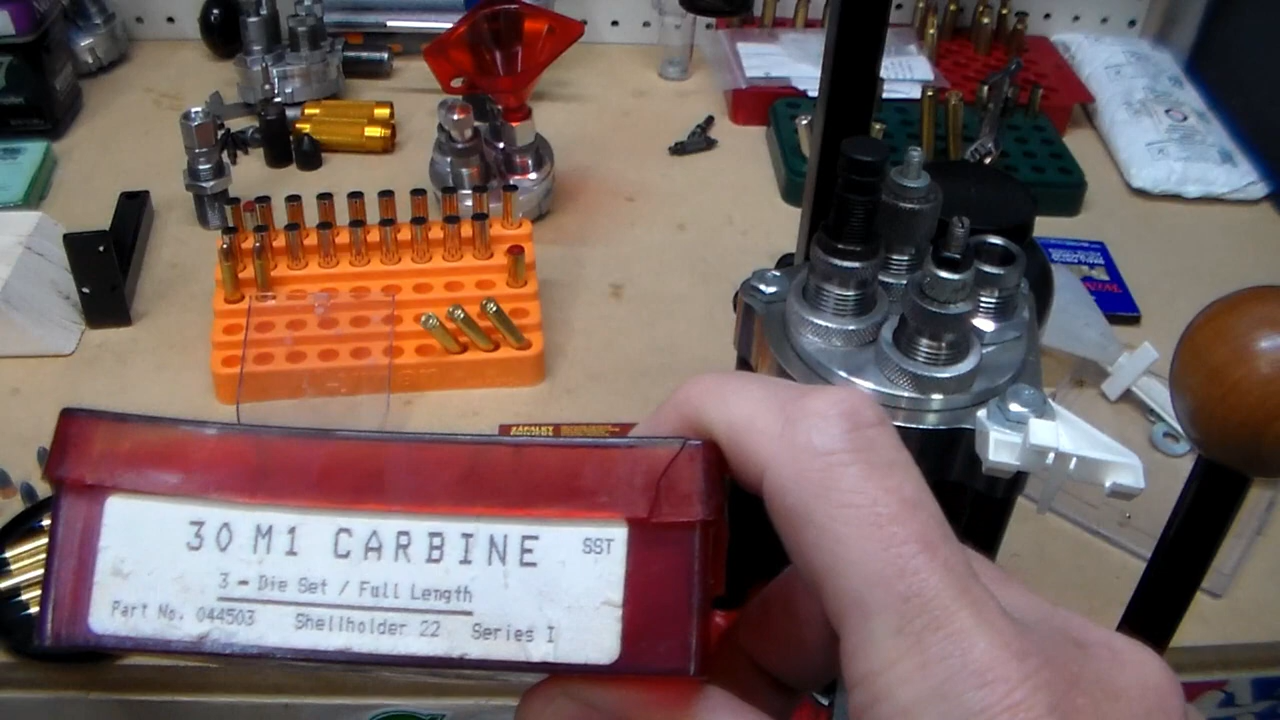 30 M1 CARBINE SST
3 - Die Set / Full Length
Part No. 044503 Shellholder 22 Series I